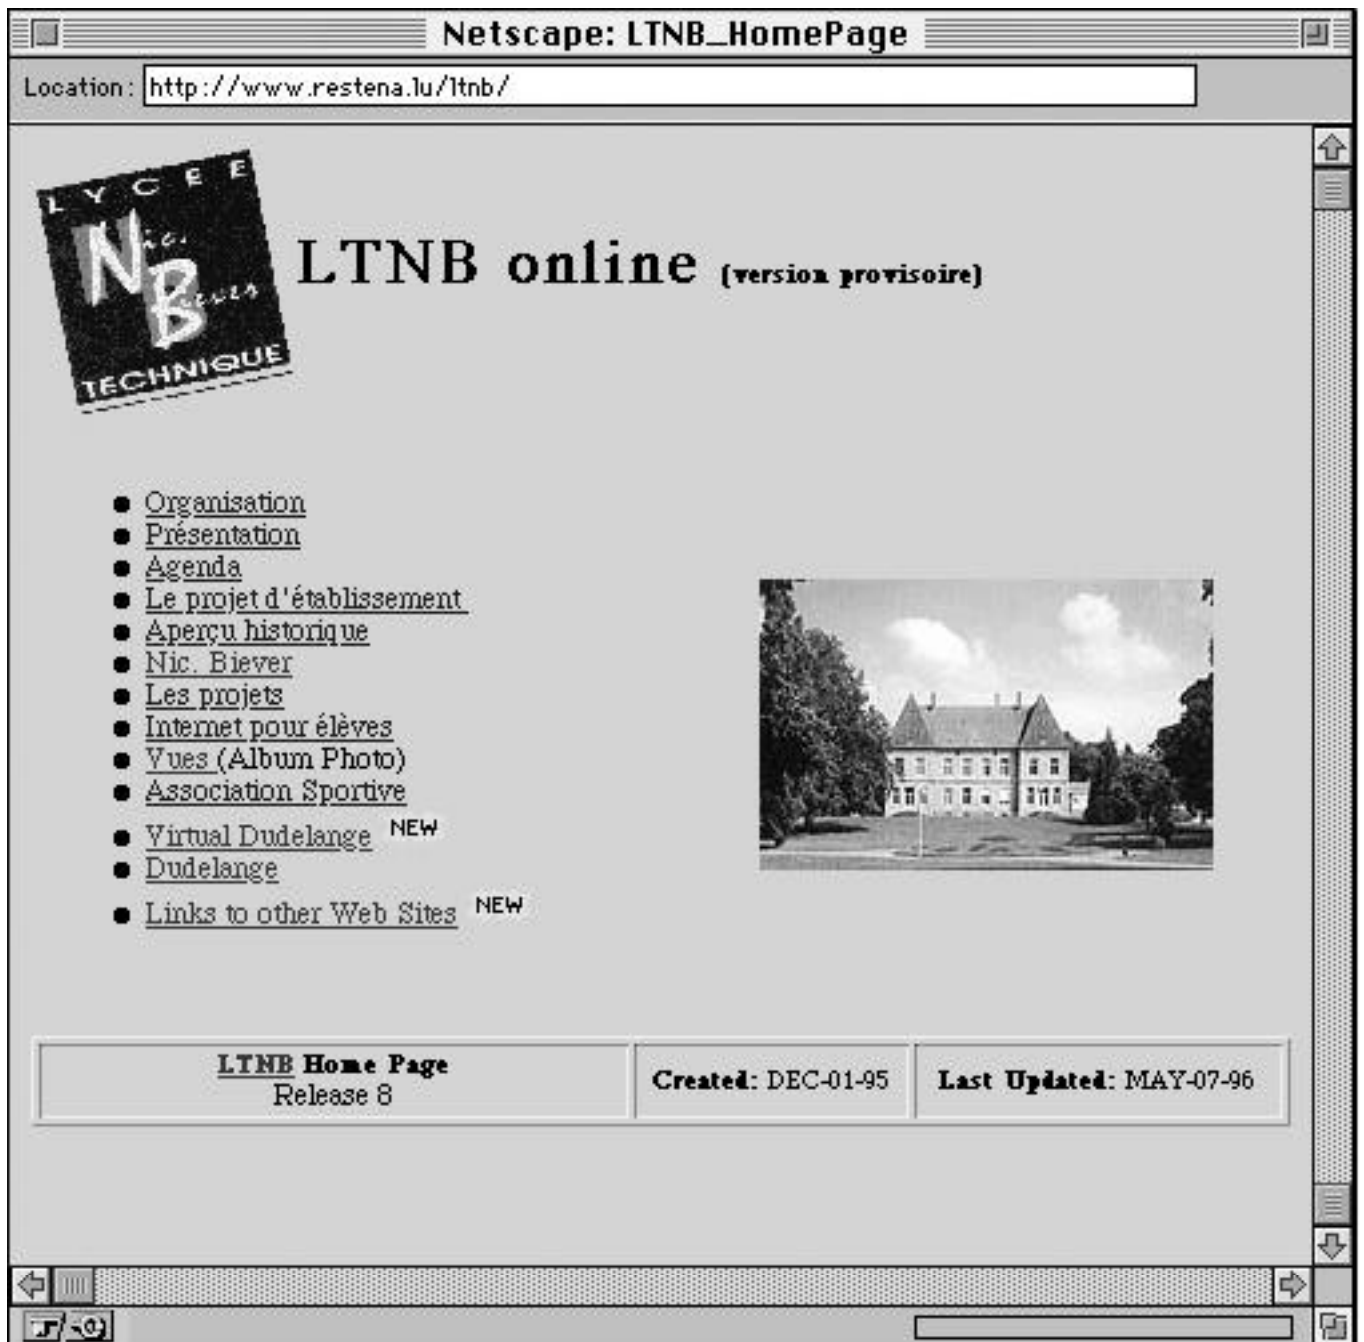 Netscape: LTNB_HomePage
Location: http://www.restena.lu/ltnb/
LYCEE
Nic.
Biever
TECHNIQUE
LTNB online (version provisoire)
Organisation
Présentation
Agenda
Le projet d'établissement
Aperçu historique
Nic. Biever
Les projets
Internet pour élèves
Vues (Album Photo)
Association Sportive
Virtual Dudelange NEW
Dudelange
Links to other Web Sites NEW
LTNB Home Page
Release 8
Created: DEC-01-95
Last Updated: MAY-07-96